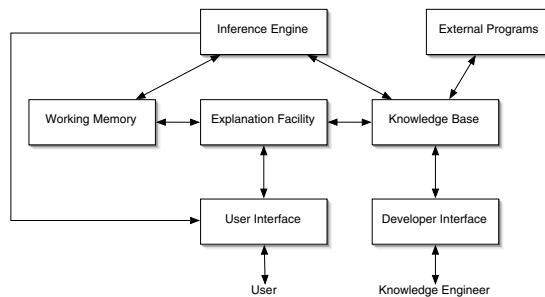 Inference Engine
External Programs
Working Memory
Explanation Facility
Knowledge Base
User Interface
Developer Interface
User
Knowledge Engineer